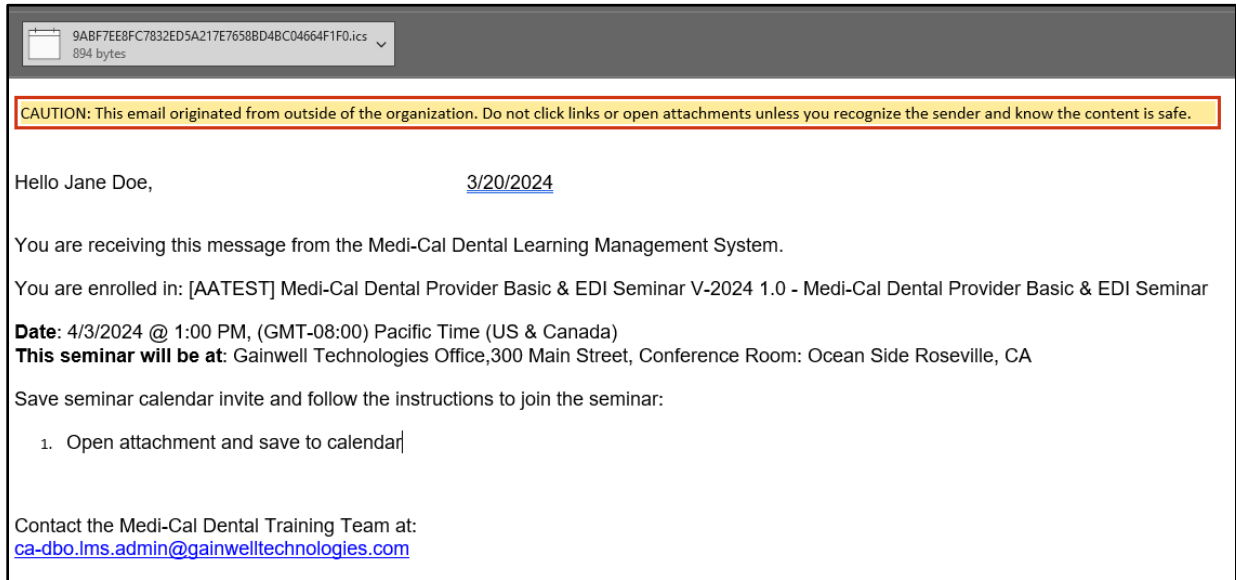 9ABF7EE8FC7832ED5A217E7658BD4BC04664F1F0.ics
894 bytes
CAUTION: This email originated from outside of the organization. Do not click links or open attachments unless you recognize the sender and know the content is safe.
Hello Jane Doe, 3/20/2024
You are receiving this message from the Medi-Cal Dental Learning Management System.
You are enrolled in: [AATEST] Medi-Cal Dental Provider Basic & EDI Seminar V-2024 1.0 - Medi-Cal Dental Provider Basic & EDI Seminar
Date: 4/3/2024 @ 1:00 PM, (GMT-08:00) Pacific Time (US & Canada)
This seminar will be at: Gainwell Technologies Office,300 Main Street, Conference Room: Ocean Side Roseville, CA
Save seminar calendar invite and follow the instructions to join the seminar:
1. Open attachment and save to calendar
Contact the Medi-Cal Dental Training Team at:
ca-dbo.lms.admin@gainwelltechnologies.com